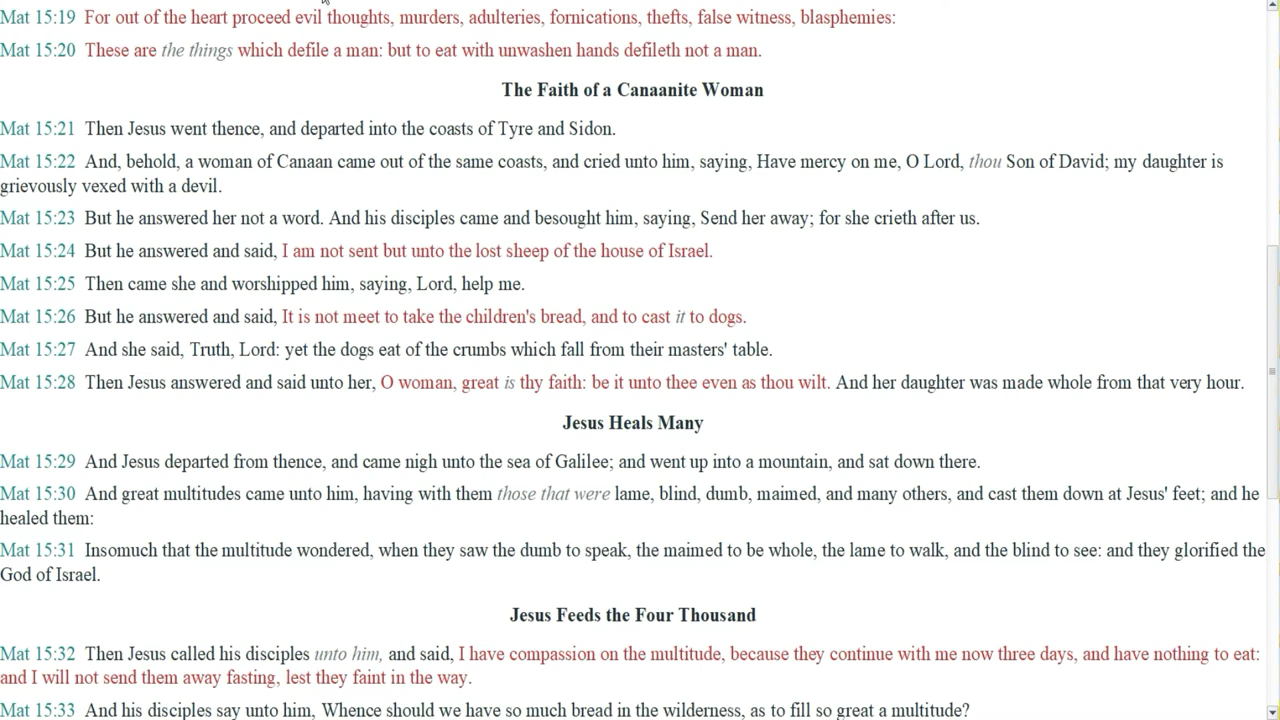 Mat 15:19 For out of the heart proceed evil thoughts, murders, adulteries, fornications, thefts, false witness, blasphemies:
Mat 15:20 These are the things which defile a man: but to eat with unwashen hands defileth not a man.
The Faith of a Canaanite Woman
Mat 15:21 Then Jesus went thence, and departed into the coasts of Tyre and Sidon.
Mat 15:22 And, behold, a woman of Canaan came out of the same coasts, and cried unto him, saying, Have mercy on me, O Lord, thou Son of David; my daughter is
grievously vexed with a devil.
Mat 15:23 But he answered her not a word. And his disciples came and besought him, saying, Send her away; for she crieth after us.
Mat 15:24 But he answered and said, I am not sent but unto the lost sheep of the house of Israel.
Mat 15:25 Then came she and worshipped him, saying, Lord, help me.
Mat 15:26 But he answered and said, It is not meet to take the children's bread, and to cast it to dogs.
Mat 15:27 And she said, Truth, Lord: yet the dogs eat of the crumbs which fall from their masters' table.
Mat 15:28 Then Jesus answered and said unto her, O woman, great is thy faith: be it unto thee even as thou wilt. And her daughter was made whole from that very hour.
Jesus Heals Many
Mat 15:29 And Jesus departed from thence, and came nigh unto the sea of Galilee; and went up into a mountain, and sat down there.
Mat 15:30 And great multitudes came unto him, having with them those that were lame, blind, dumb, maimed, and many others, and cast them down at Jesus' feet; and he
healed them:
Mat 15:31 Insomuch that the multitude wondered, when they saw the dumb to speak, the maimed to be whole, the lame to walk, and the blind to see: and they glorified the
God of Israel.
Jesus Feeds the Four Thousand
Mat 15:32 Then Jesus called his disciples unto him, and said, I have compassion on the multitude, because they continue with me now three days, and have nothing to eat:
and I will not send them away fasting, lest they faint in the way.
Mat 15:33 And his disciples say unto him, Whence should we have so much bread in the wilderness, as to fill so great a multitude?